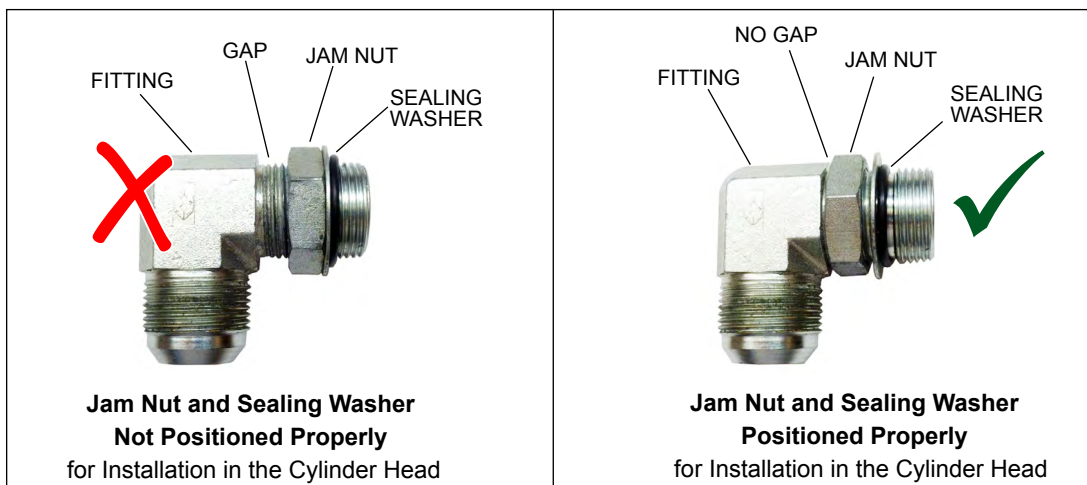 FITTING
GAP
JAM NUT
SEALING
WASHER
Jam Nut and Sealing Washer
Not Positioned Properly
for Installation in the Cylinder Head
NO GAP
FITTING
JAM NUT
SEALING
WASHER
Jam Nut and Sealing Washer
Positioned Properly
for Installation in the Cylinder Head